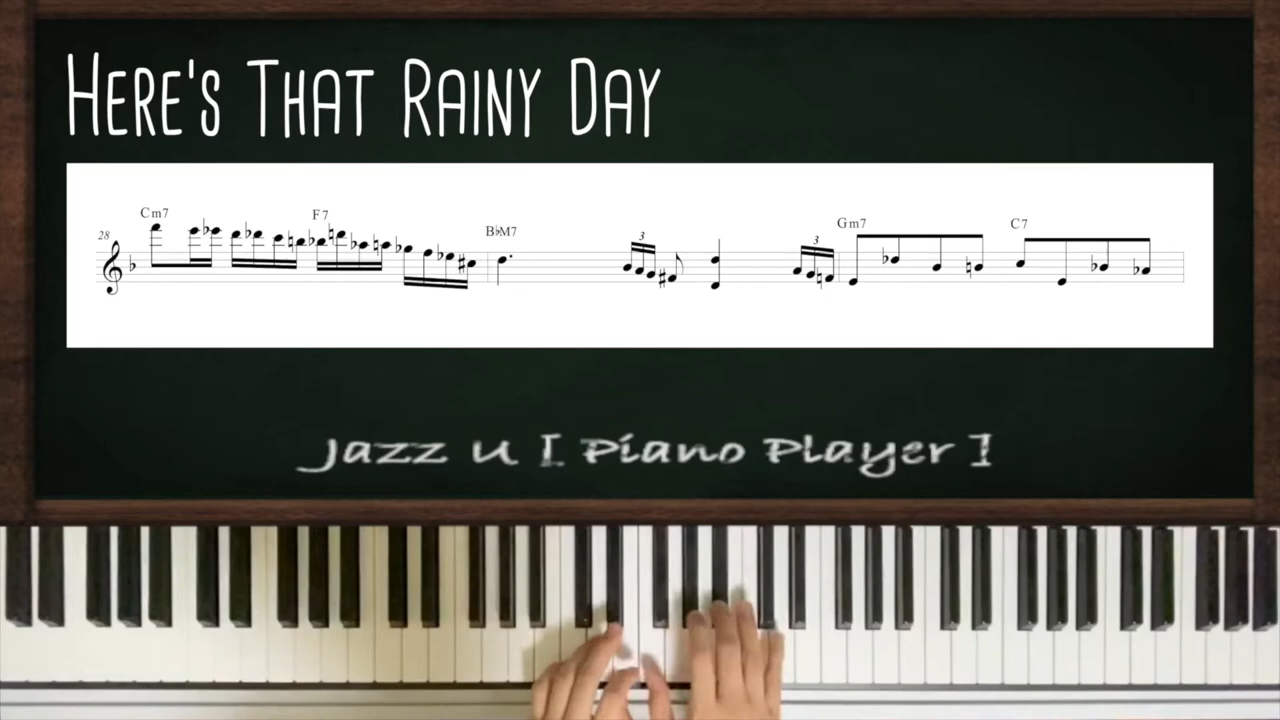 HERE'S THAT RAINY DAY
Cm7 F7 B♭M7 Gm7 C7
28
3 3
Jazz U [ Piano Player ]